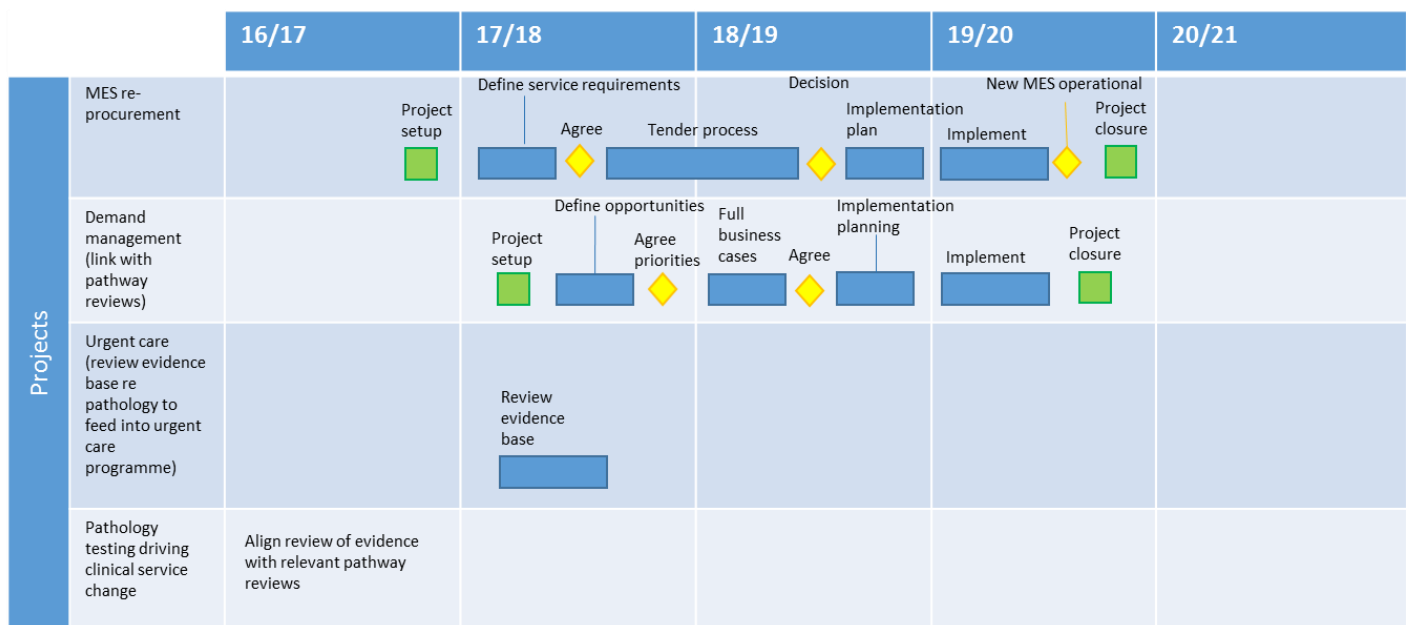 16/17
17/18
18/19
19/20
20/21
Projects
MES re-
procurement
Project
setup
Define service requirements
Agree
Tender process
Decision
Implementation
plan
Implement
New MES operational
Project
closure
Demand
management
(link with
pathway
reviews)
Project
setup
Define opportunities
Agree
priorities
Full
business
cases
Agree
Implementation
planning
Implement
Project
closure
Urgent care
(review evidence
base re
pathology to
feed into urgent
care
programme)
Review
evidence
base
Pathology
testing driving
clinical service
change
Align review of evidence
with relevant pathway
reviews